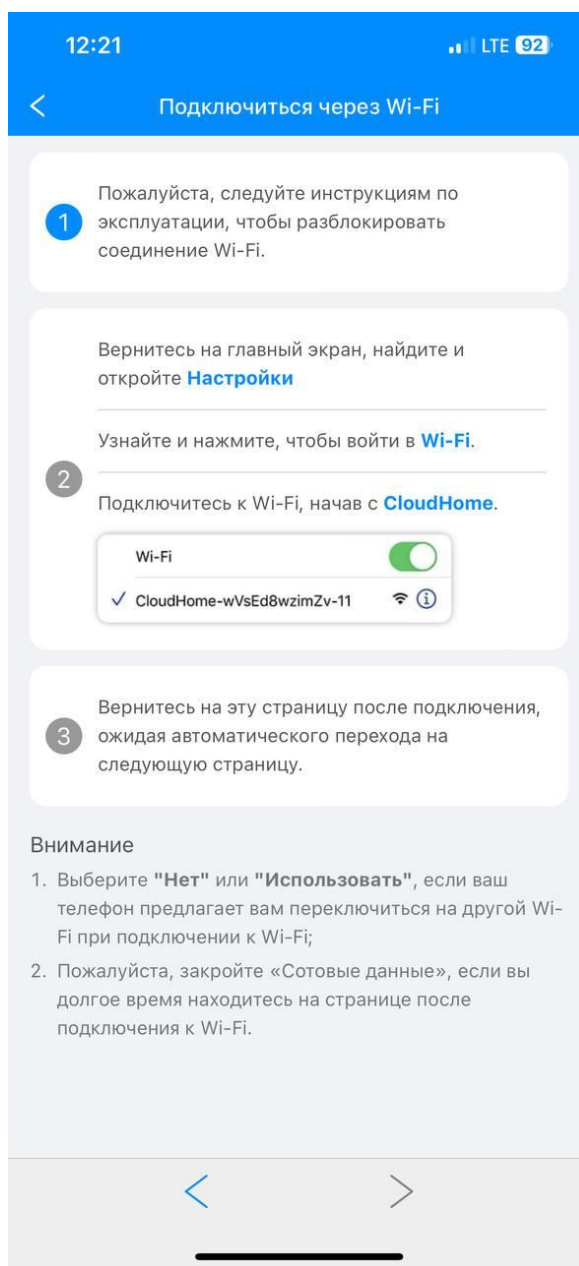 12:21
LTE 92
Подключиться через Wi-Fi
Пожалуйста, следуйте инструкциям по
1 эксплуатации, чтобы разблокировать
соединение Wi-Fi.
Вернитесь на главный экран, найдите и
откройте Настройки
Узнайте и нажмите, чтобы войти в Wi-Fi.
2
Подключитесь к Wi-Fi, начав с CloudHome.
Wi-Fi
CloudHome-wVsEd8wzimZv-11
Вернитесь на эту страницу после подключения,
3 ожидая автоматического перехода на
следующую страницу.
Внимание
1. Выберите "Нет" или "Использовать", если ваш
телефон предлагает вам переключиться на другой Wi-
Fi при подключении к Wi-Fi;
2. Пожалуйста, закройте «Сотовые данные», если вы
долгое время находитесь на странице после
подключения к Wi-Fi.